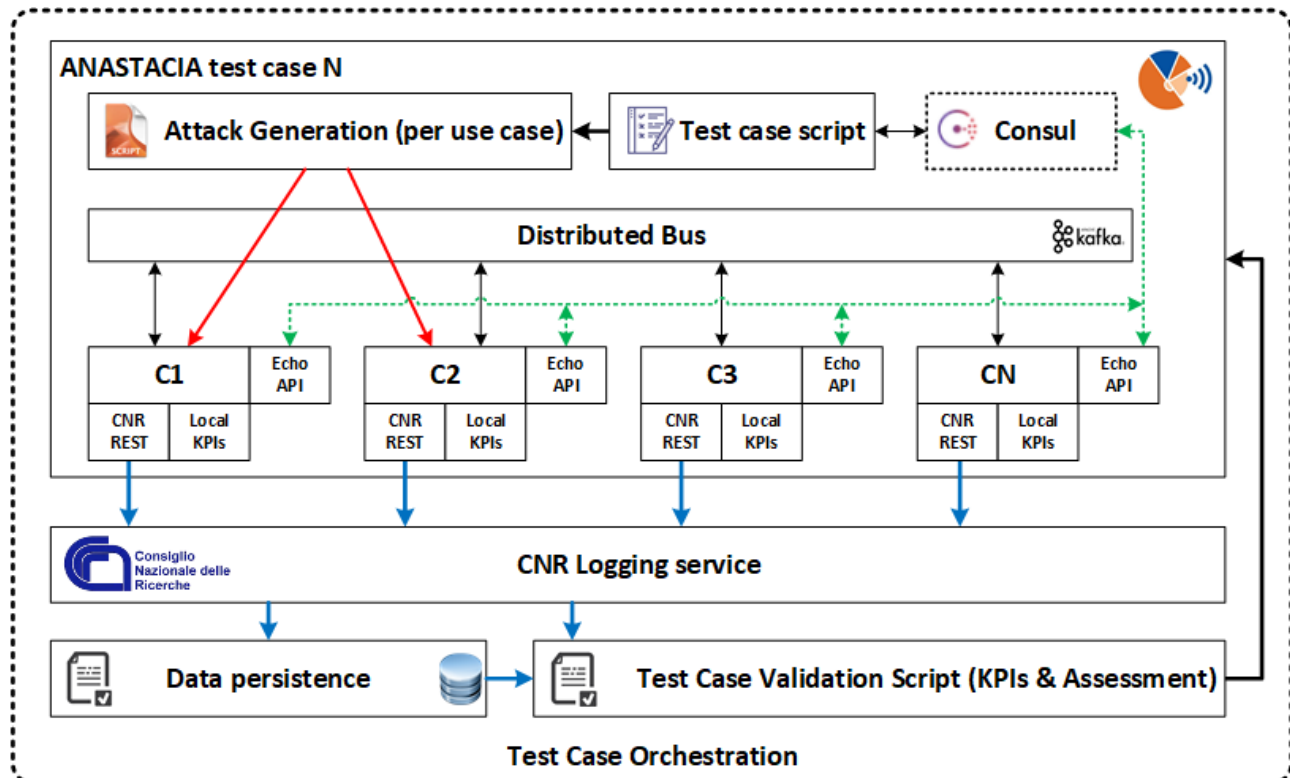 ANASTACIA test case N
SCRIPT
Attack Generation (per use case)
Test case script
Consul
Distributed Bus
kafka.
C1
Echo
API
C2
Echo
API
C3
Echo
API
CN
Echo
API
CNR
REST
Local
KPIs
CNR
REST
Local
KPIs
CNR
REST
Local
KPIs
CNR
REST
Local
KPIs
Consiglio
Nazionale delle
Ricerche
CNR Logging service
Data persistence
Test Case Validation Script (KPIs & Assessment)
Test Case Orchestration